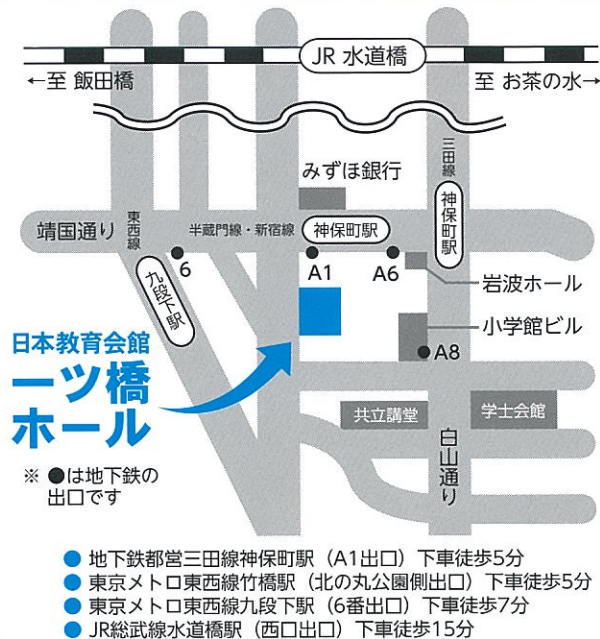 JR 水道橋
←至 飯田橋
至 お茶の水→
みずほ銀行
三田線
神保町駅
靖国通り
東西線
半蔵門線・新宿線
神保町駅
6
A1
A6
九段下駅
岩波ホール
小学館ビル
日本教育会館
一ツ橋
ホール
A8
共立講堂
学士会館
白山通り
※ ●は地下鉄の
出口です
● 地下鉄都営三田線神保町駅（A1出口）下車徒歩5分
● 東京メトロ東西線竹橋駅（北の丸公園側出口）下車徒歩5分
● 東京メトロ東西線九段下駅（6番出口）下車徒歩7分
● JR総武線水道橋駅（西口出口）下車徒歩15分